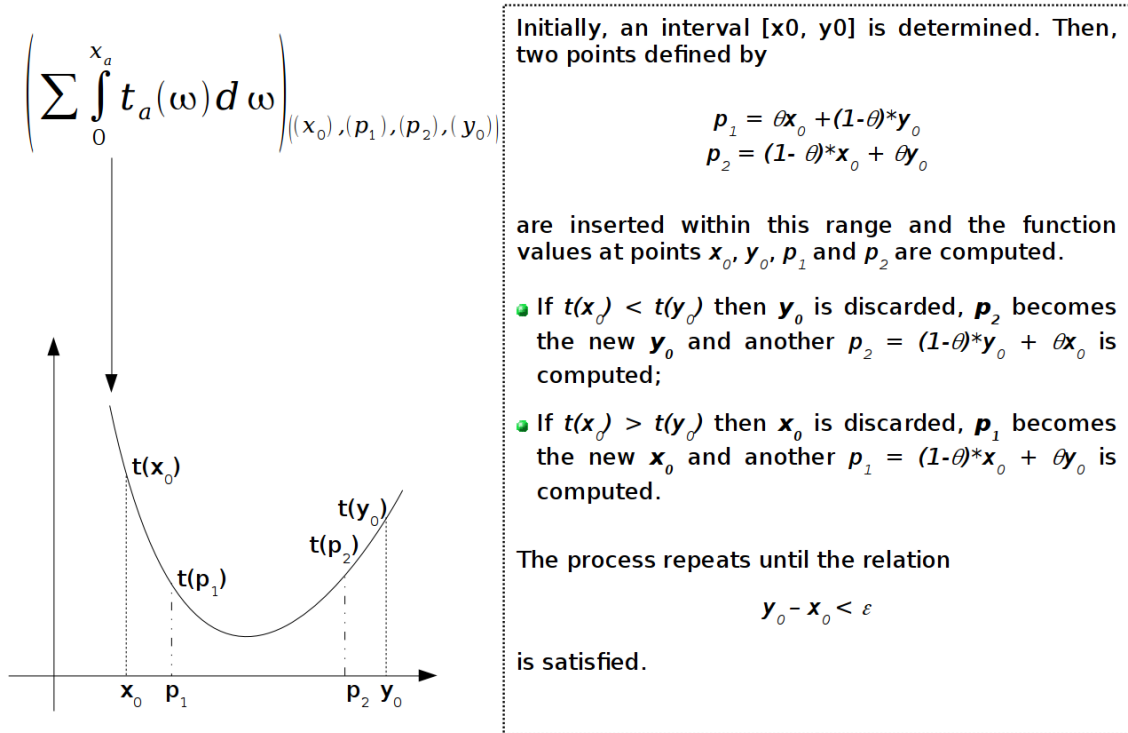 (∑ ∫₀^{xₐ} tₐ(ω)d ω)₍₍ₓ₀₎,₍ₚ₁₎,₍ₚ₂₎,₍y₀₎₎
t(x₀)
t(p₁)
t(y₀)
t(p₂)
x₀ p₁ p₂ y₀
Initially, an interval [x0, y0] is determined. Then,
two points defined by
p₁ = θx₀ +(1-θ)*y₀
p₂ = (1- θ)*x₀ + θy₀
are inserted within this range and the function
values at points x₀, y₀, p₁ and p₂ are computed.
If t(x₀) < t(y₀) then y₀ is discarded, p₂ becomes
the new y₀ and another p₂ = (1-θ)*y₀ + θx₀ is
computed;
If t(x₀) > t(y₀) then x₀ is discarded, p₁ becomes
the new x₀ and another p₁ = (1-θ)*x₀ + θy₀ is
computed.
The process repeats until the relation
y₀ – x₀ < ε
is satisfied.